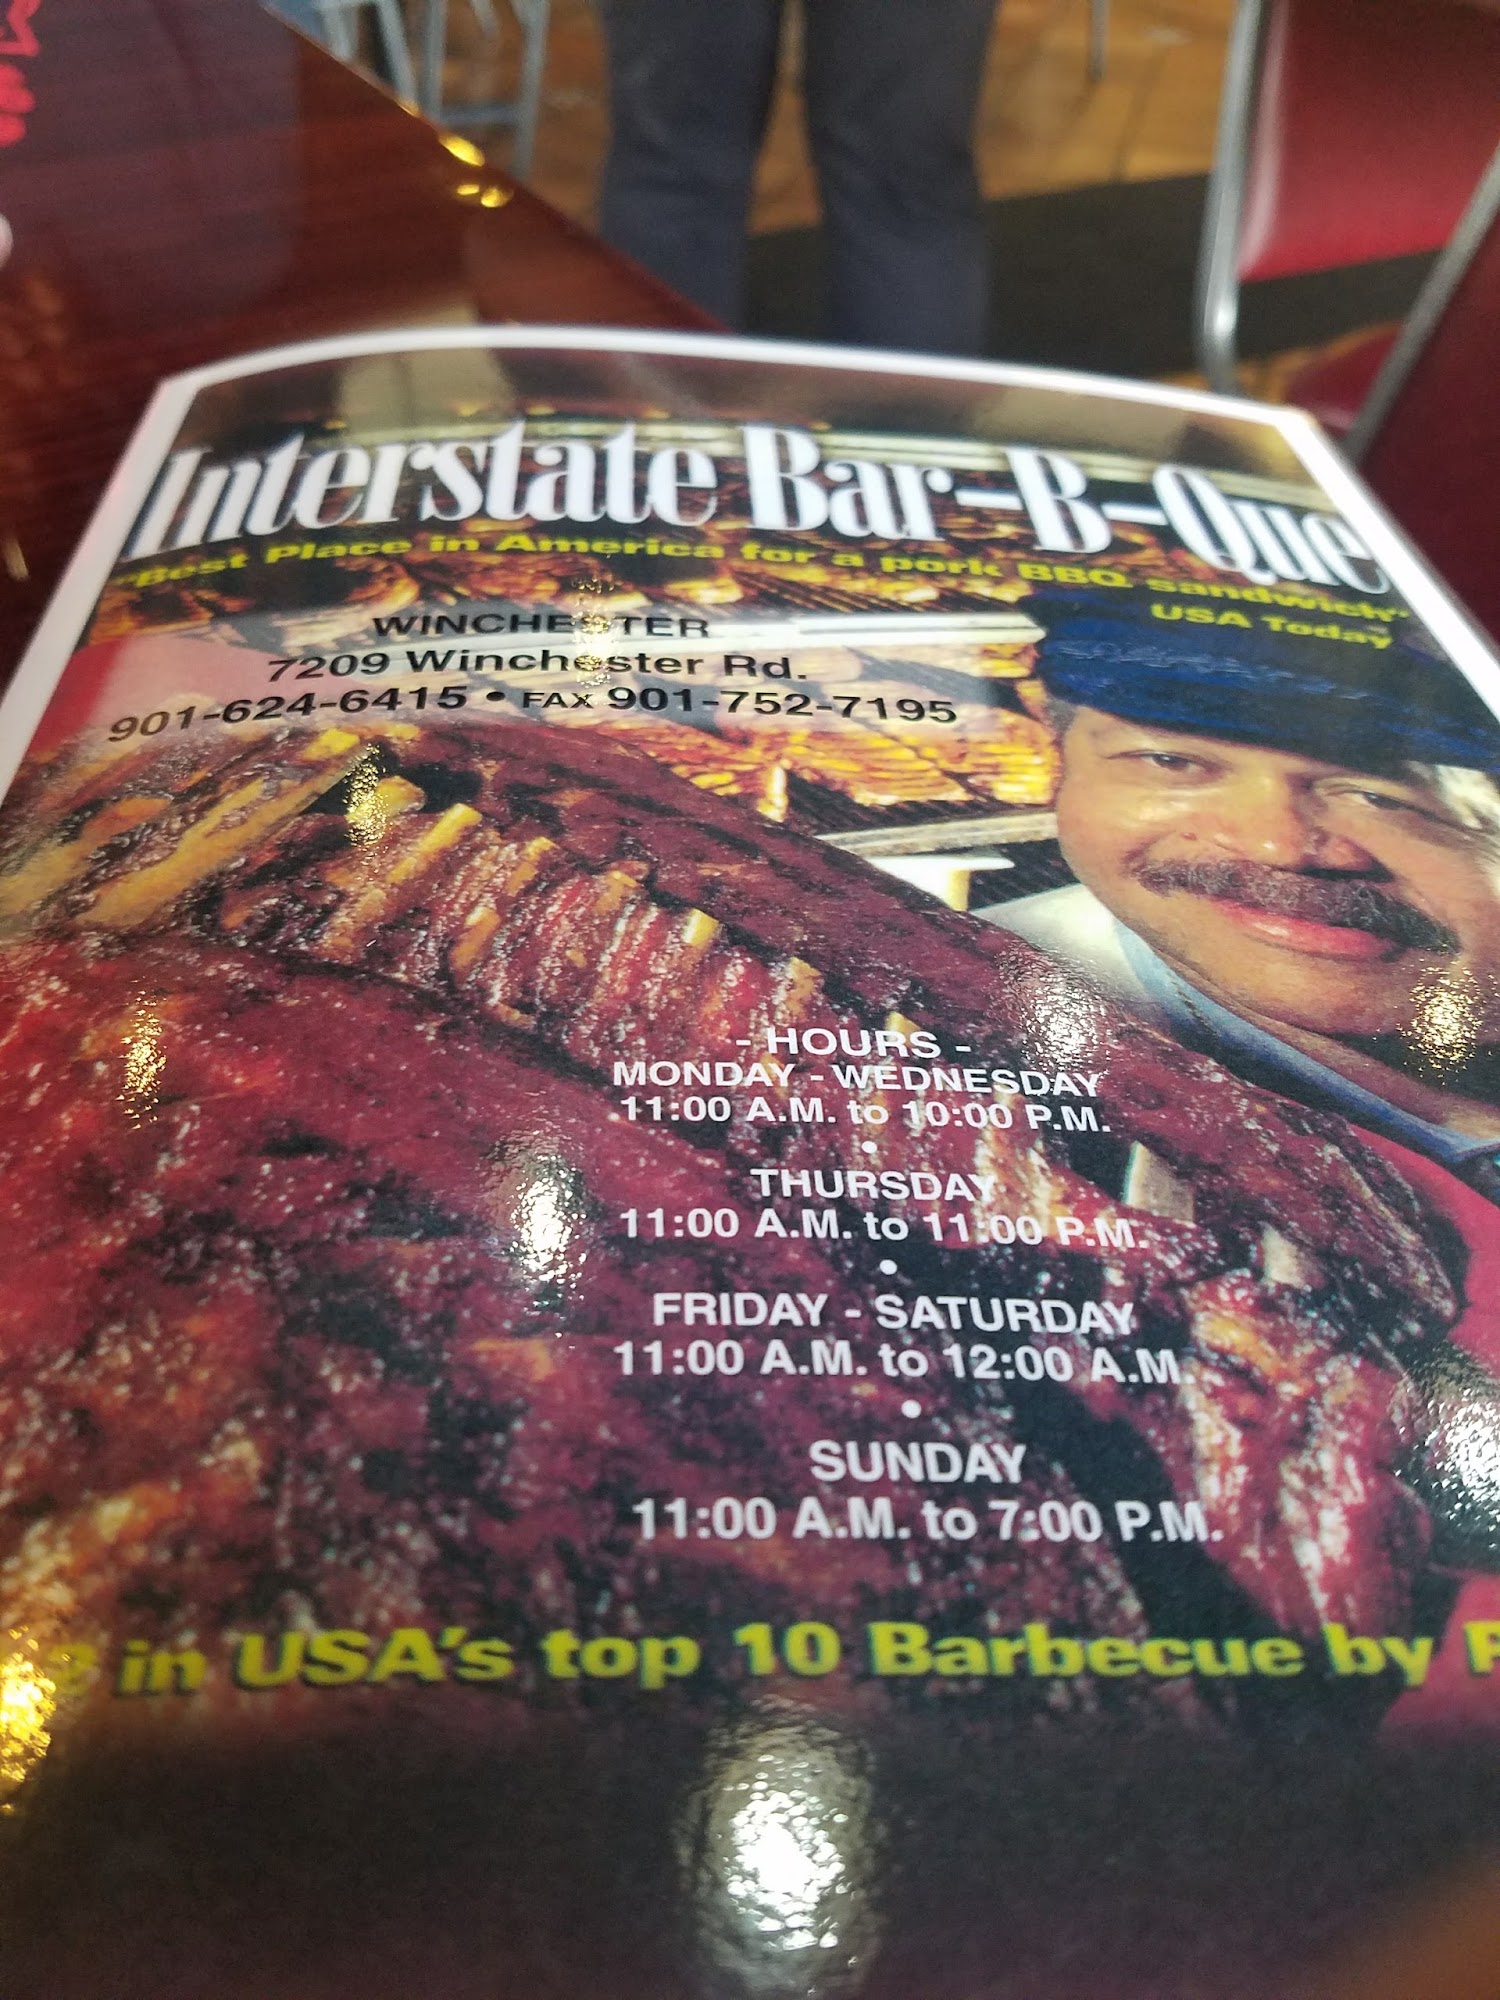 Interstate Bar-B-Que
"Best Place in America for a pork BBQ sandwich"
USA Today
WINCHESTER
7209 Winchester Rd.
901-624-6415 • FAX 901-752-7195
- HOURS -
MONDAY - WEDNESDAY
11:00 A.M. to 10:00 P.M.
•
THURSDAY
11:00 A.M. to 11:00 P.M.
•
FRIDAY - SATURDAY
11:00 A.M. to 12:00 A.M.
•
SUNDAY
11:00 A.M. to 7:00 P.M.
in USA's top 10 Barbecue by